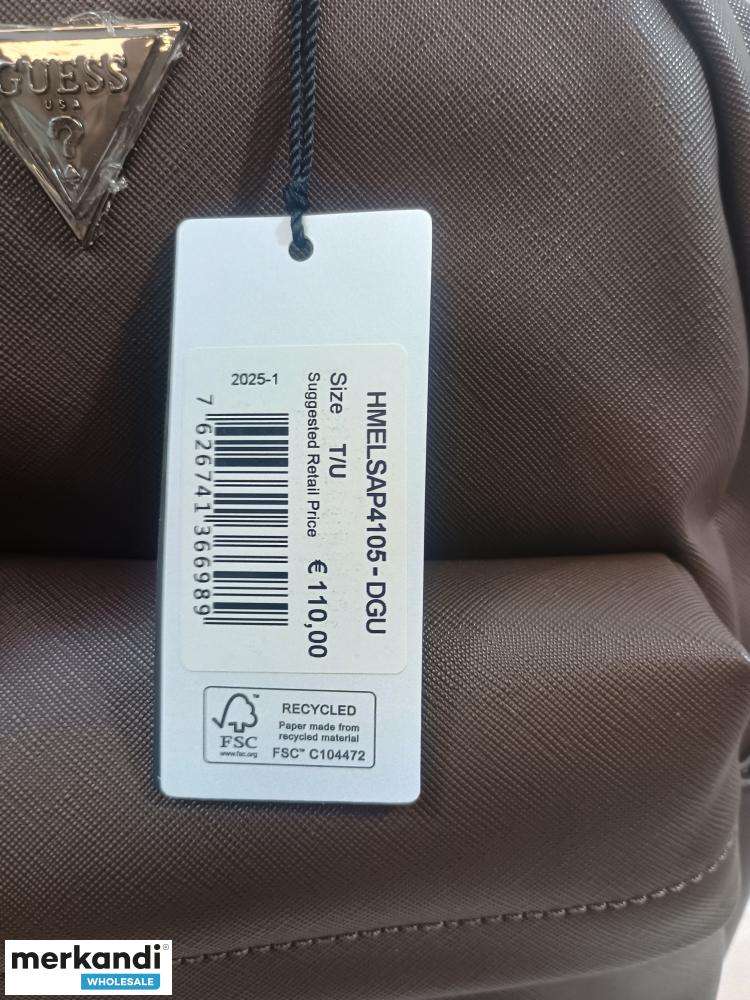 GUESS
USA
?
HMELSAP4105 - DGU
Size T/U
Suggested Retail Price € 110,00
2025-1
7 626741 366989
FSC
www.fsc.org
RECYCLED
Paper made from
recycled material
FSC™ C104472
merkandi®
WHOLESALE